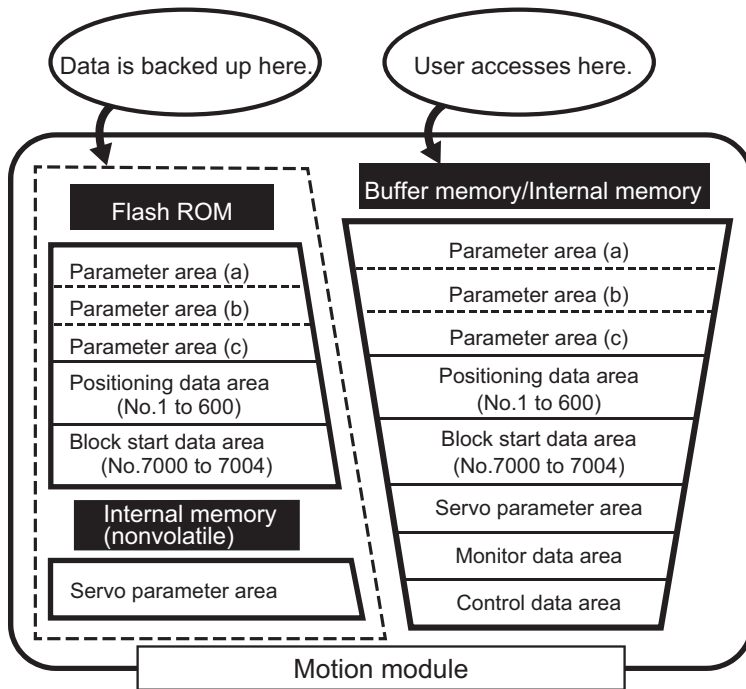 Data is backed up here.
User accesses here.
Flash ROM
Parameter area (a)
Parameter area (b)
Parameter area (c)
Positioning data area
(No.1 to 600)
Block start data area
(No.7000 to 7004)
Internal memory
(nonvolatile)
Servo parameter area
Buffer memory/Internal memory
Parameter area (a)
Parameter area (b)
Parameter area (c)
Positioning data area
(No.1 to 600)
Block start data area
(No.7000 to 7004)
Servo parameter area
Monitor data area
Control data area
Motion module